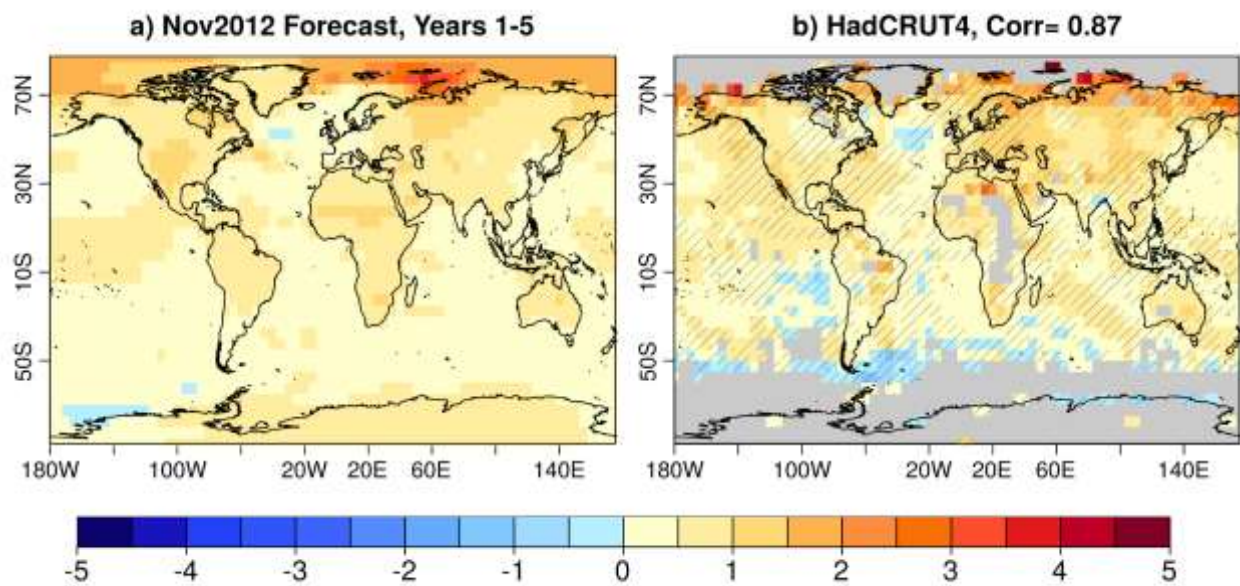 a) Nov2012 Forecast, Years 1-5
b) HadCRUT4, Corr= 0.87
70N
30N
10S
50S
180W 100W 20W 20E 60E 140E
70N
30N
10S
50S
100W 20W 20E 60E 140E
-5 -4 -3 -2 -1 0 1 2 3 4 5